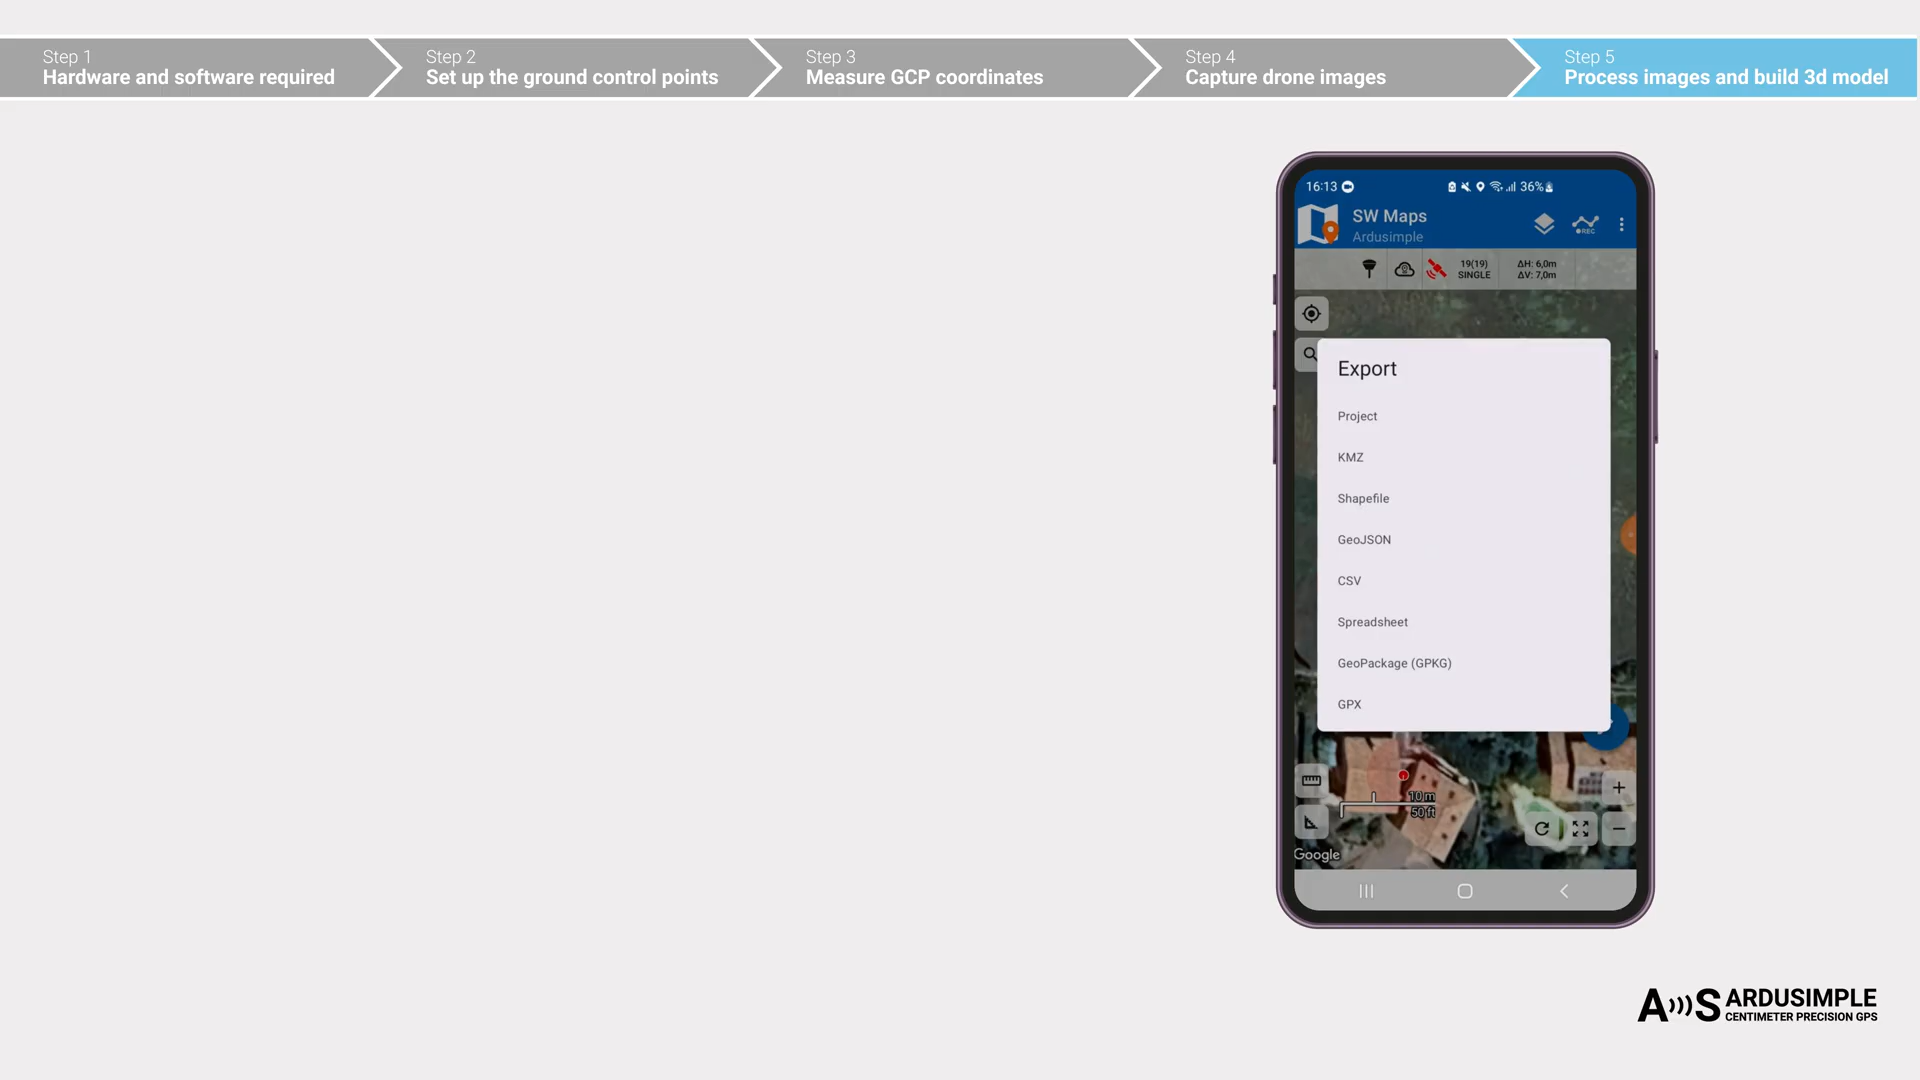 Step 1
Hardware and software required
Step 2
Set up the ground control points
Step 3
Measure GCP coordinates
Step 4
Capture drone images
Step 5
Process images and build 3d model
16:13
36%
SW Maps
Ardusimple
REC
19(19)
SINGLE
ΔH: 6,0m
ΔV: 7,0m
Export
Project
KMZ
Shapefile
GeoJSON
CSV
Spreadsheet
GeoPackage (GPKG)
GPX
10 m
50 ft
Google
A S ARDUSIMPLE
CENTIMETER PRECISION GPS